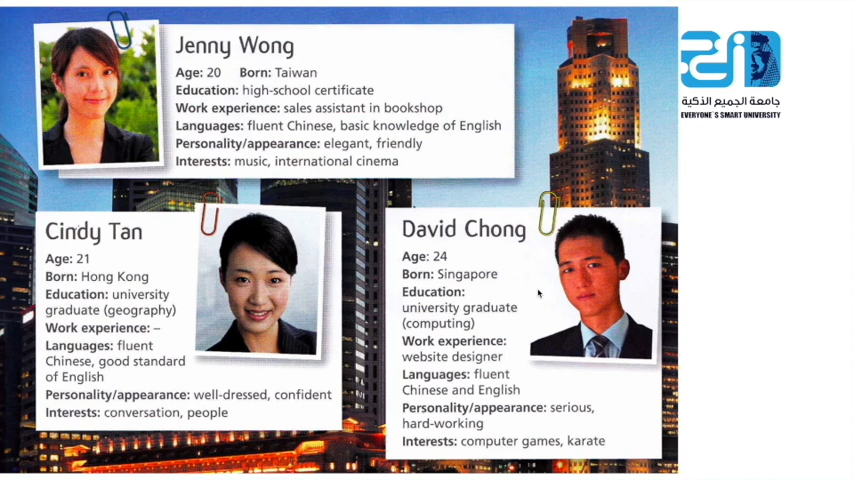 Jenny Wong
Age: 20 Born: Taiwan
Education: high-school certificate
Work experience: sales assistant in bookshop
Languages: fluent Chinese, basic knowledge of English
Personality/appearance: elegant, friendly
Interests: music, international cinema
Cindy Tan
Age: 21
Born: Hong Kong
Education: university
graduate (geography)
Work experience: –
Languages: fluent
Chinese, good standard
of English
Personality/appearance: well-dressed, confident
Interests: conversation, people
David Chong
Age: 24
Born: Singapore
Education:
university graduate
(computing)
Work experience:
website designer
Languages: fluent
Chinese and English
Personality/appearance: serious,
hard-working
Interests: computer games, karate
جامعة الجميع الذكية
EVERYONE`S SMART UNIVERSITY